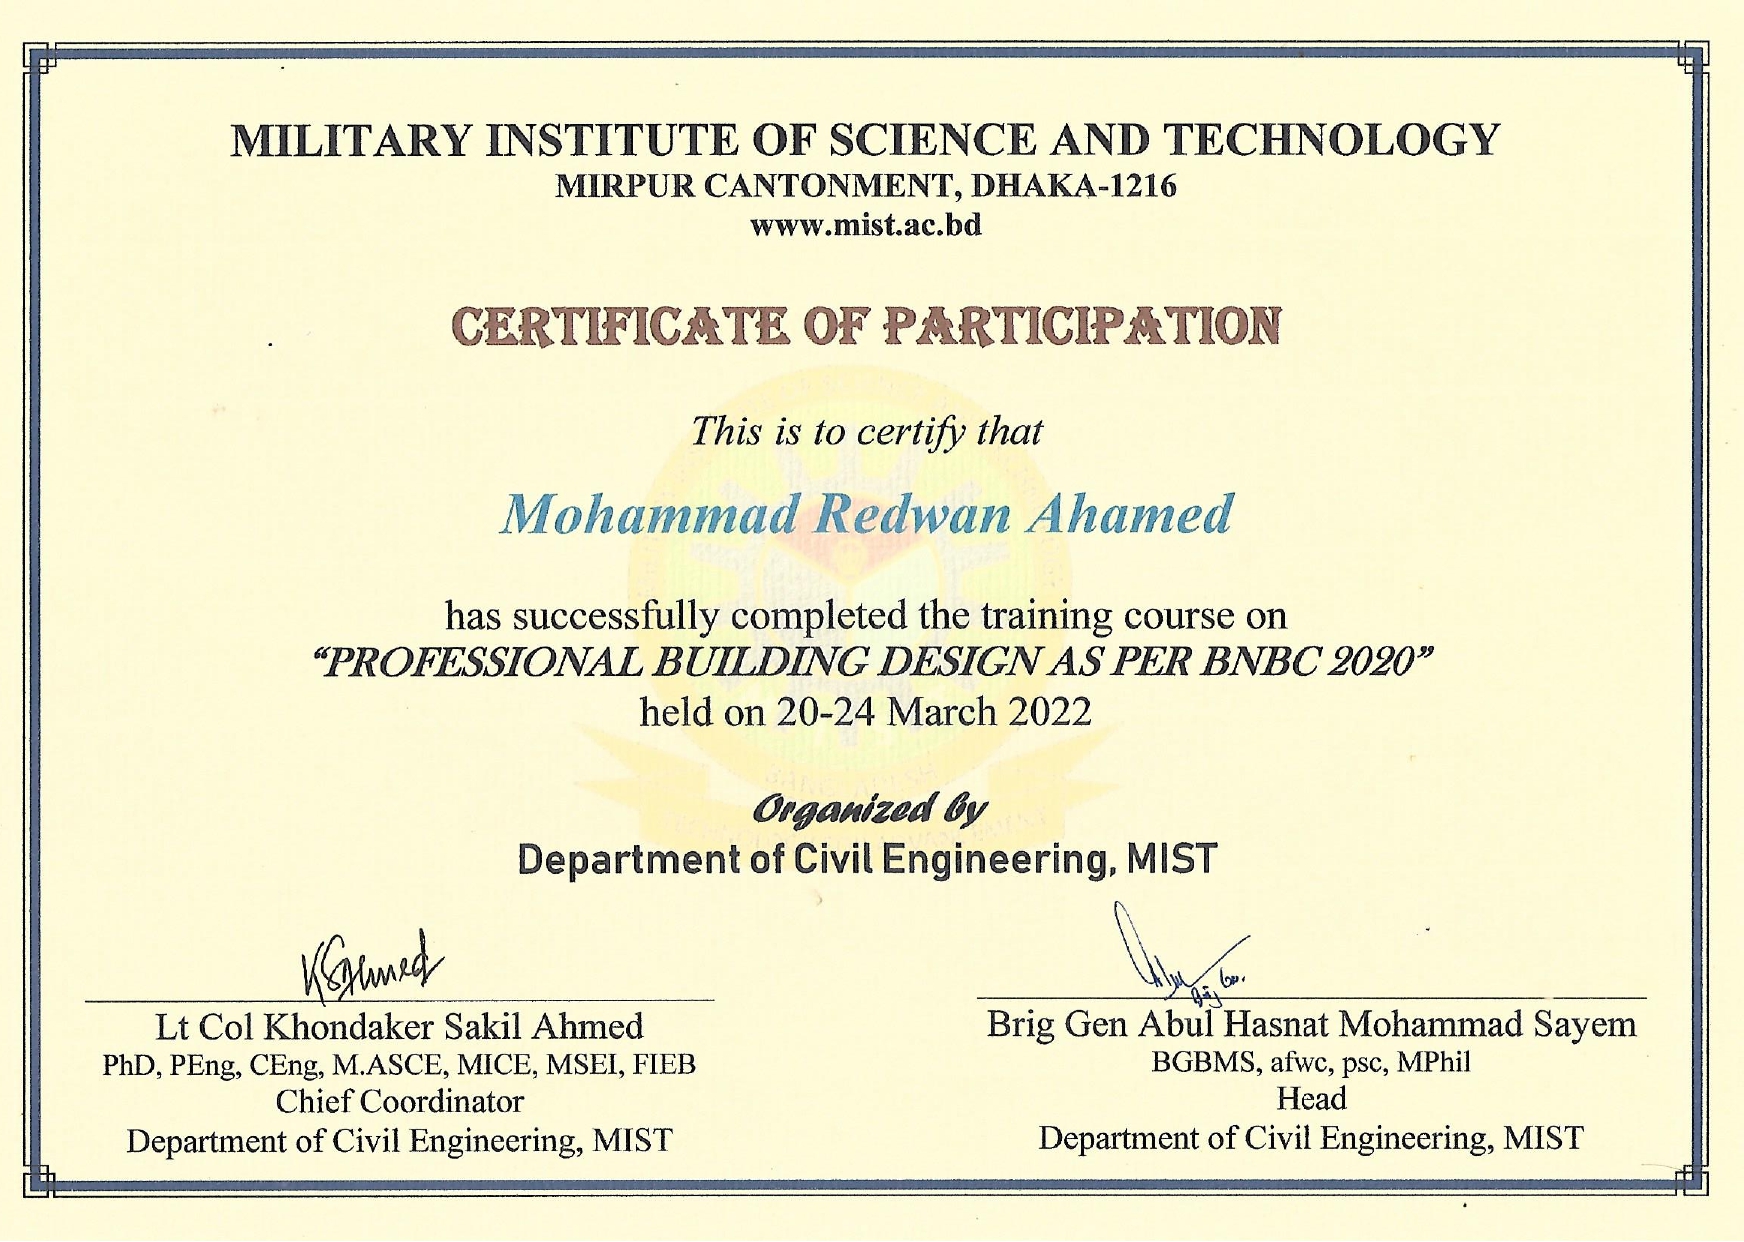 MILITARY INSTITUTE OF SCIENCE AND TECHNOLOGY
MIRPUR CANTONMENT, DHAKA-1216
www.mist.ac.bd
CERTIFICATE OF PARTICIPATION
This is to certify that
Mohammad Redwan Ahamed
has successfully completed the training course on
“PROFESSIONAL BUILDING DESIGN AS PER BNBC 2020”
held on 20-24 March 2022
Organized by
Department of Civil Engineering, MIST
KSAhmed
Lt Col Khondaker Sakil Ahmed
PhD, PEng, CEng, M.ASCE, MICE, MSEI, FIEB
Chief Coordinator
Department of Civil Engineering, MIST
Brig Gen Abul Hasnat Mohammad Sayem
BGBMS, afwc, psc, MPhil
Head
Department of Civil Engineering, MIST